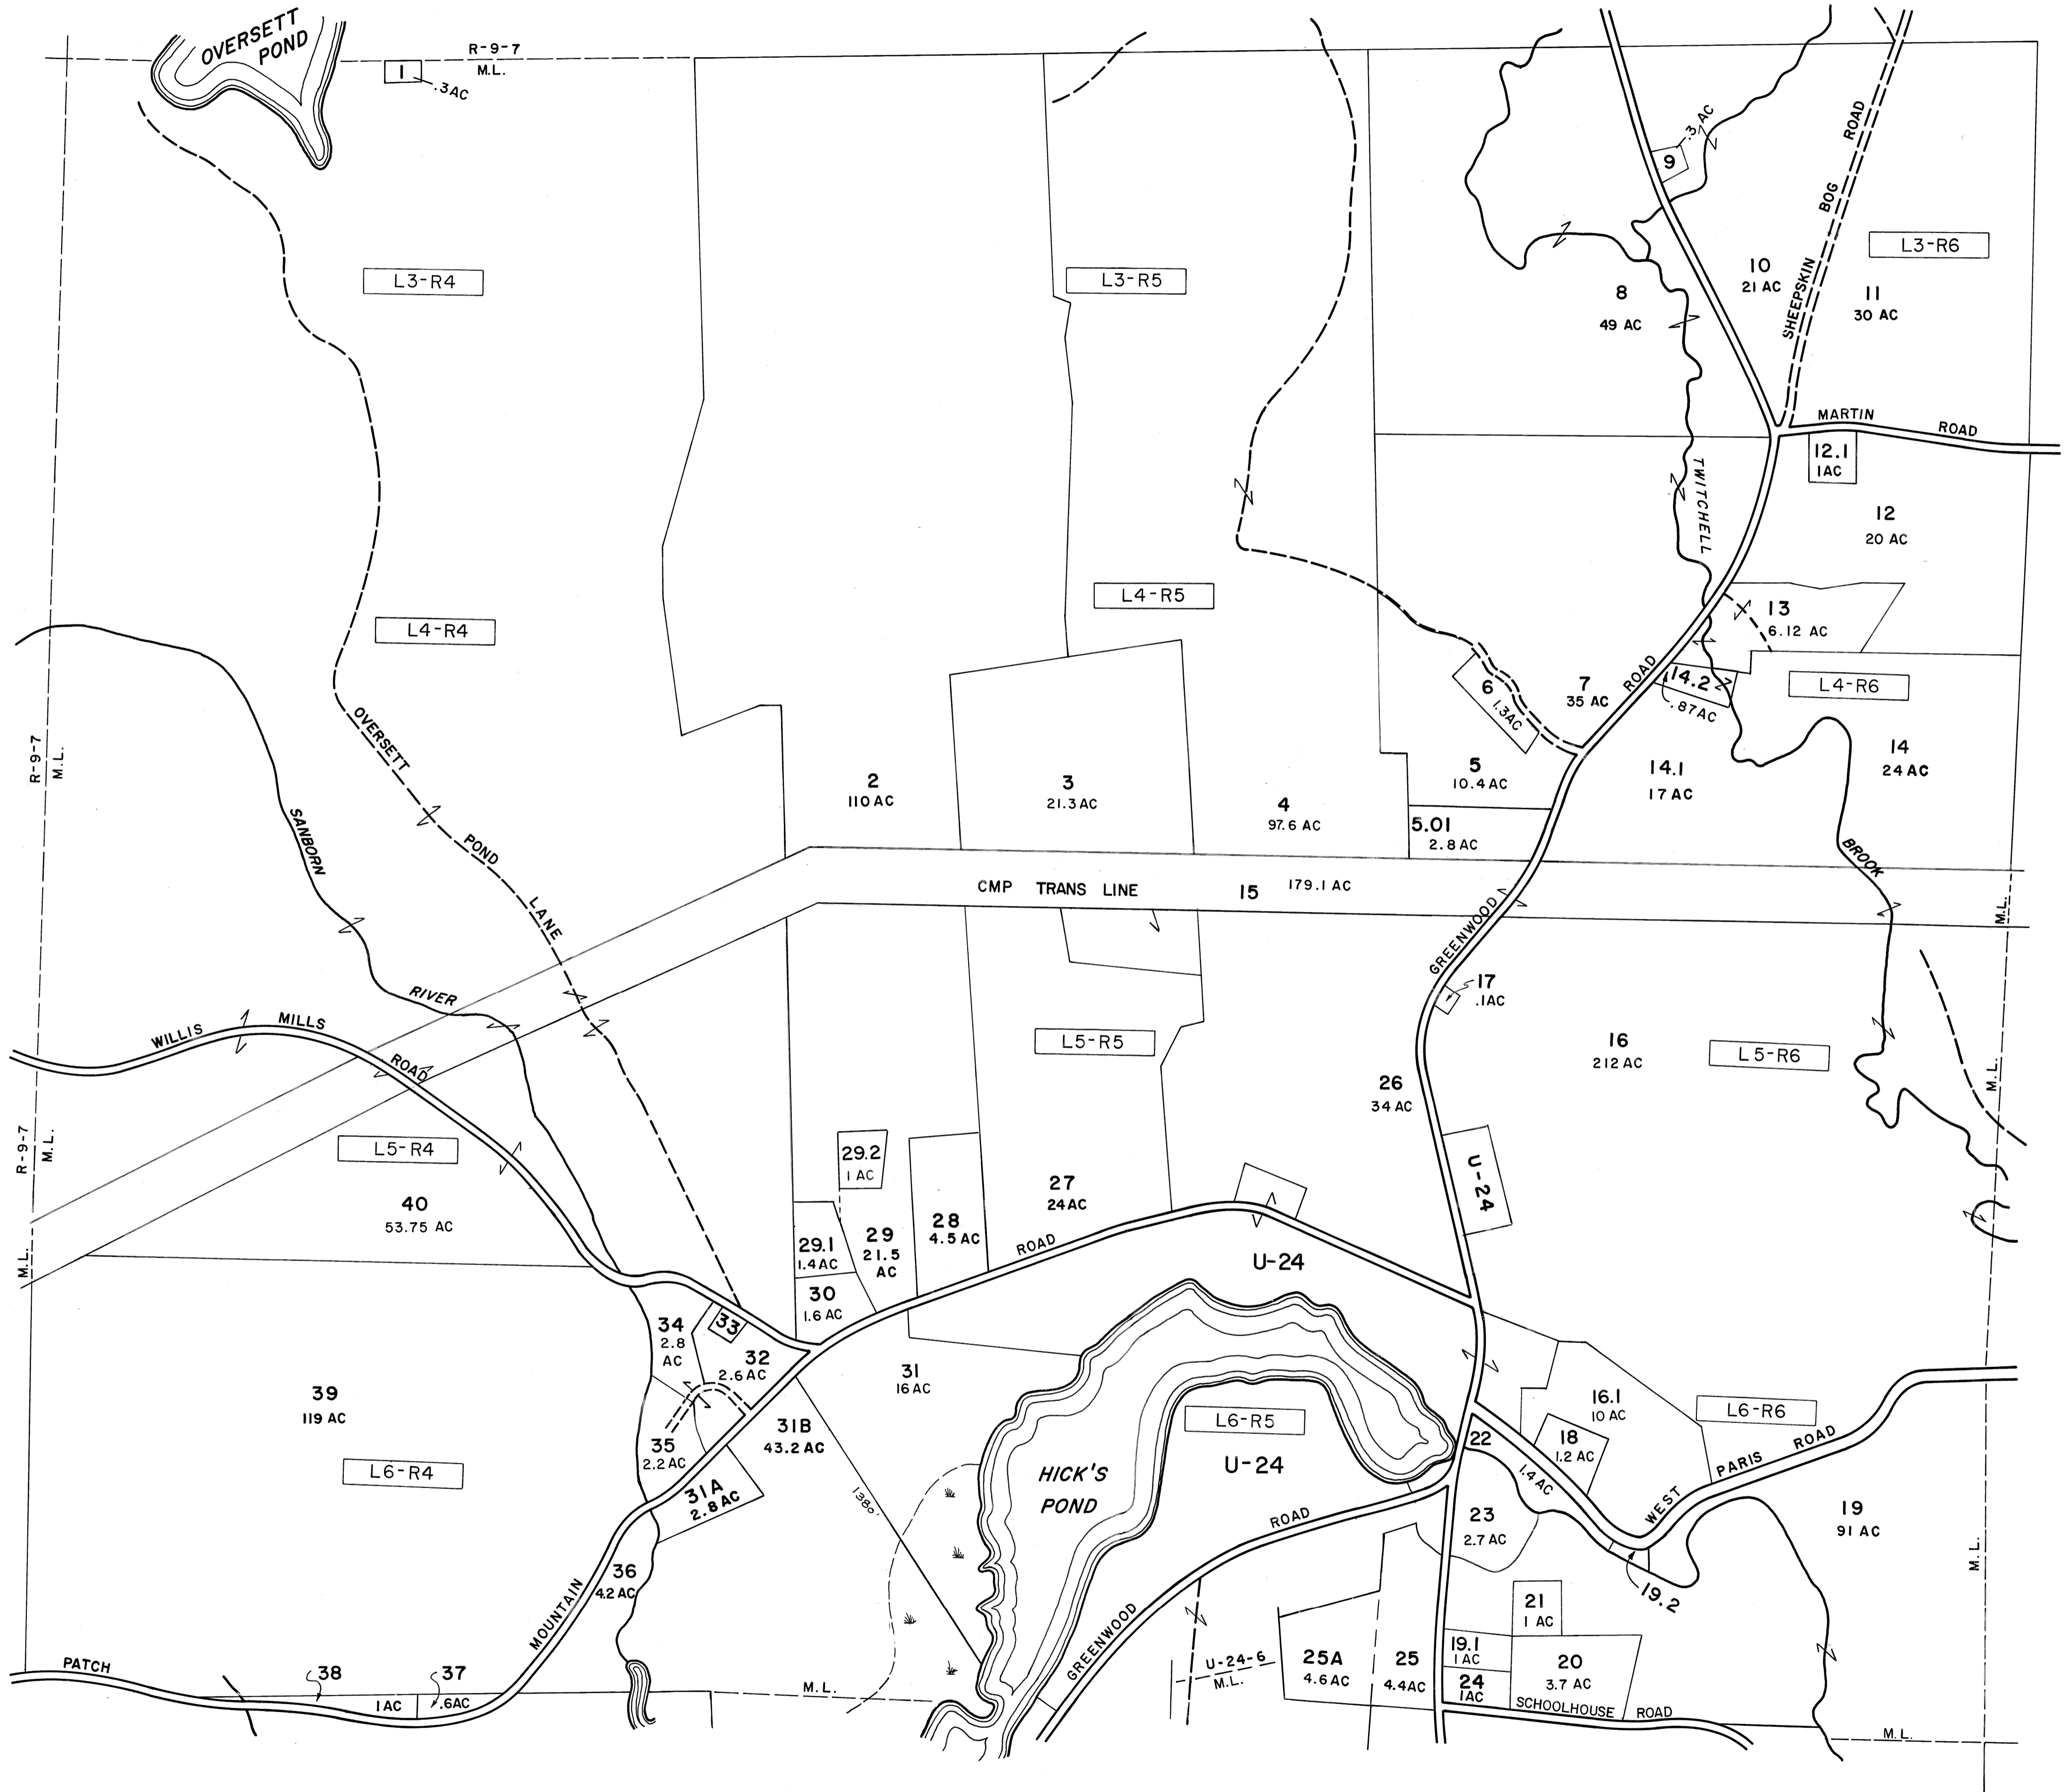 OVERSETT
POND
R-9-7
M.L.
1
.3AC
L3-R4
L3-R5
L3-R6
9
.3 AC
SHEEPSKIN BOG ROAD
10
21 AC
11
30 AC
8
49 AC
MARTIN ROAD
12.1
1AC
12
20 AC
TWITCHELL
L4-R4
L4-R5
13
6.12 AC
L4-R6
14.2
.87AC
6
1.3AC
7
35 AC
ROAD
R-9-7
M.L.
OVERSETT
POND
LANE
2
110 AC
3
21.3 AC
4
97.6 AC
5
10.4 AC
5.01
2.8 AC
14.1
17 AC
14
24 AC
BROOK
SANBORN
RIVER
CMP TRANS LINE
15
179.1 AC
GREENWOOD
M.L.
17
.1AC
WILLIS MILLS ROAD
L5-R5
16
212 AC
L5-R6
26
34 AC
M.L.
R-9-7
M.L.
L5-R4
40
53.75 AC
M.L.
29.2
1 AC
29.1
1.4 AC
29
21.5
AC
28
4.5 AC
27
24AC
ROAD
U-24
U-24
30
1.6 AC
34
2.8
AC
33
32
2.6 AC
31
16 AC
39
119 AC
L6-R4
35
2.2 AC
31B
43.2 AC
31A
2.8 AC
1380'
HICK'S
POND
L6-R5
U-24
16.1
10 AC
L6-R6
18
1.2 AC
22
1.4 AC
WEST PARIS ROAD
19
91 AC
23
2.7 AC
GREENWOOD ROAD
19.2
M.L.
36
4.2 AC
MOUNTAIN
PATCH
38
1AC
37
.6AC
M.L.
U-24-6
M.L.
25A
4.6 AC
25
4.4AC
21
1 AC
19.1
1 AC
24
1AC
20
3.7 AC
SCHOOLHOUSE ROAD
M.L.